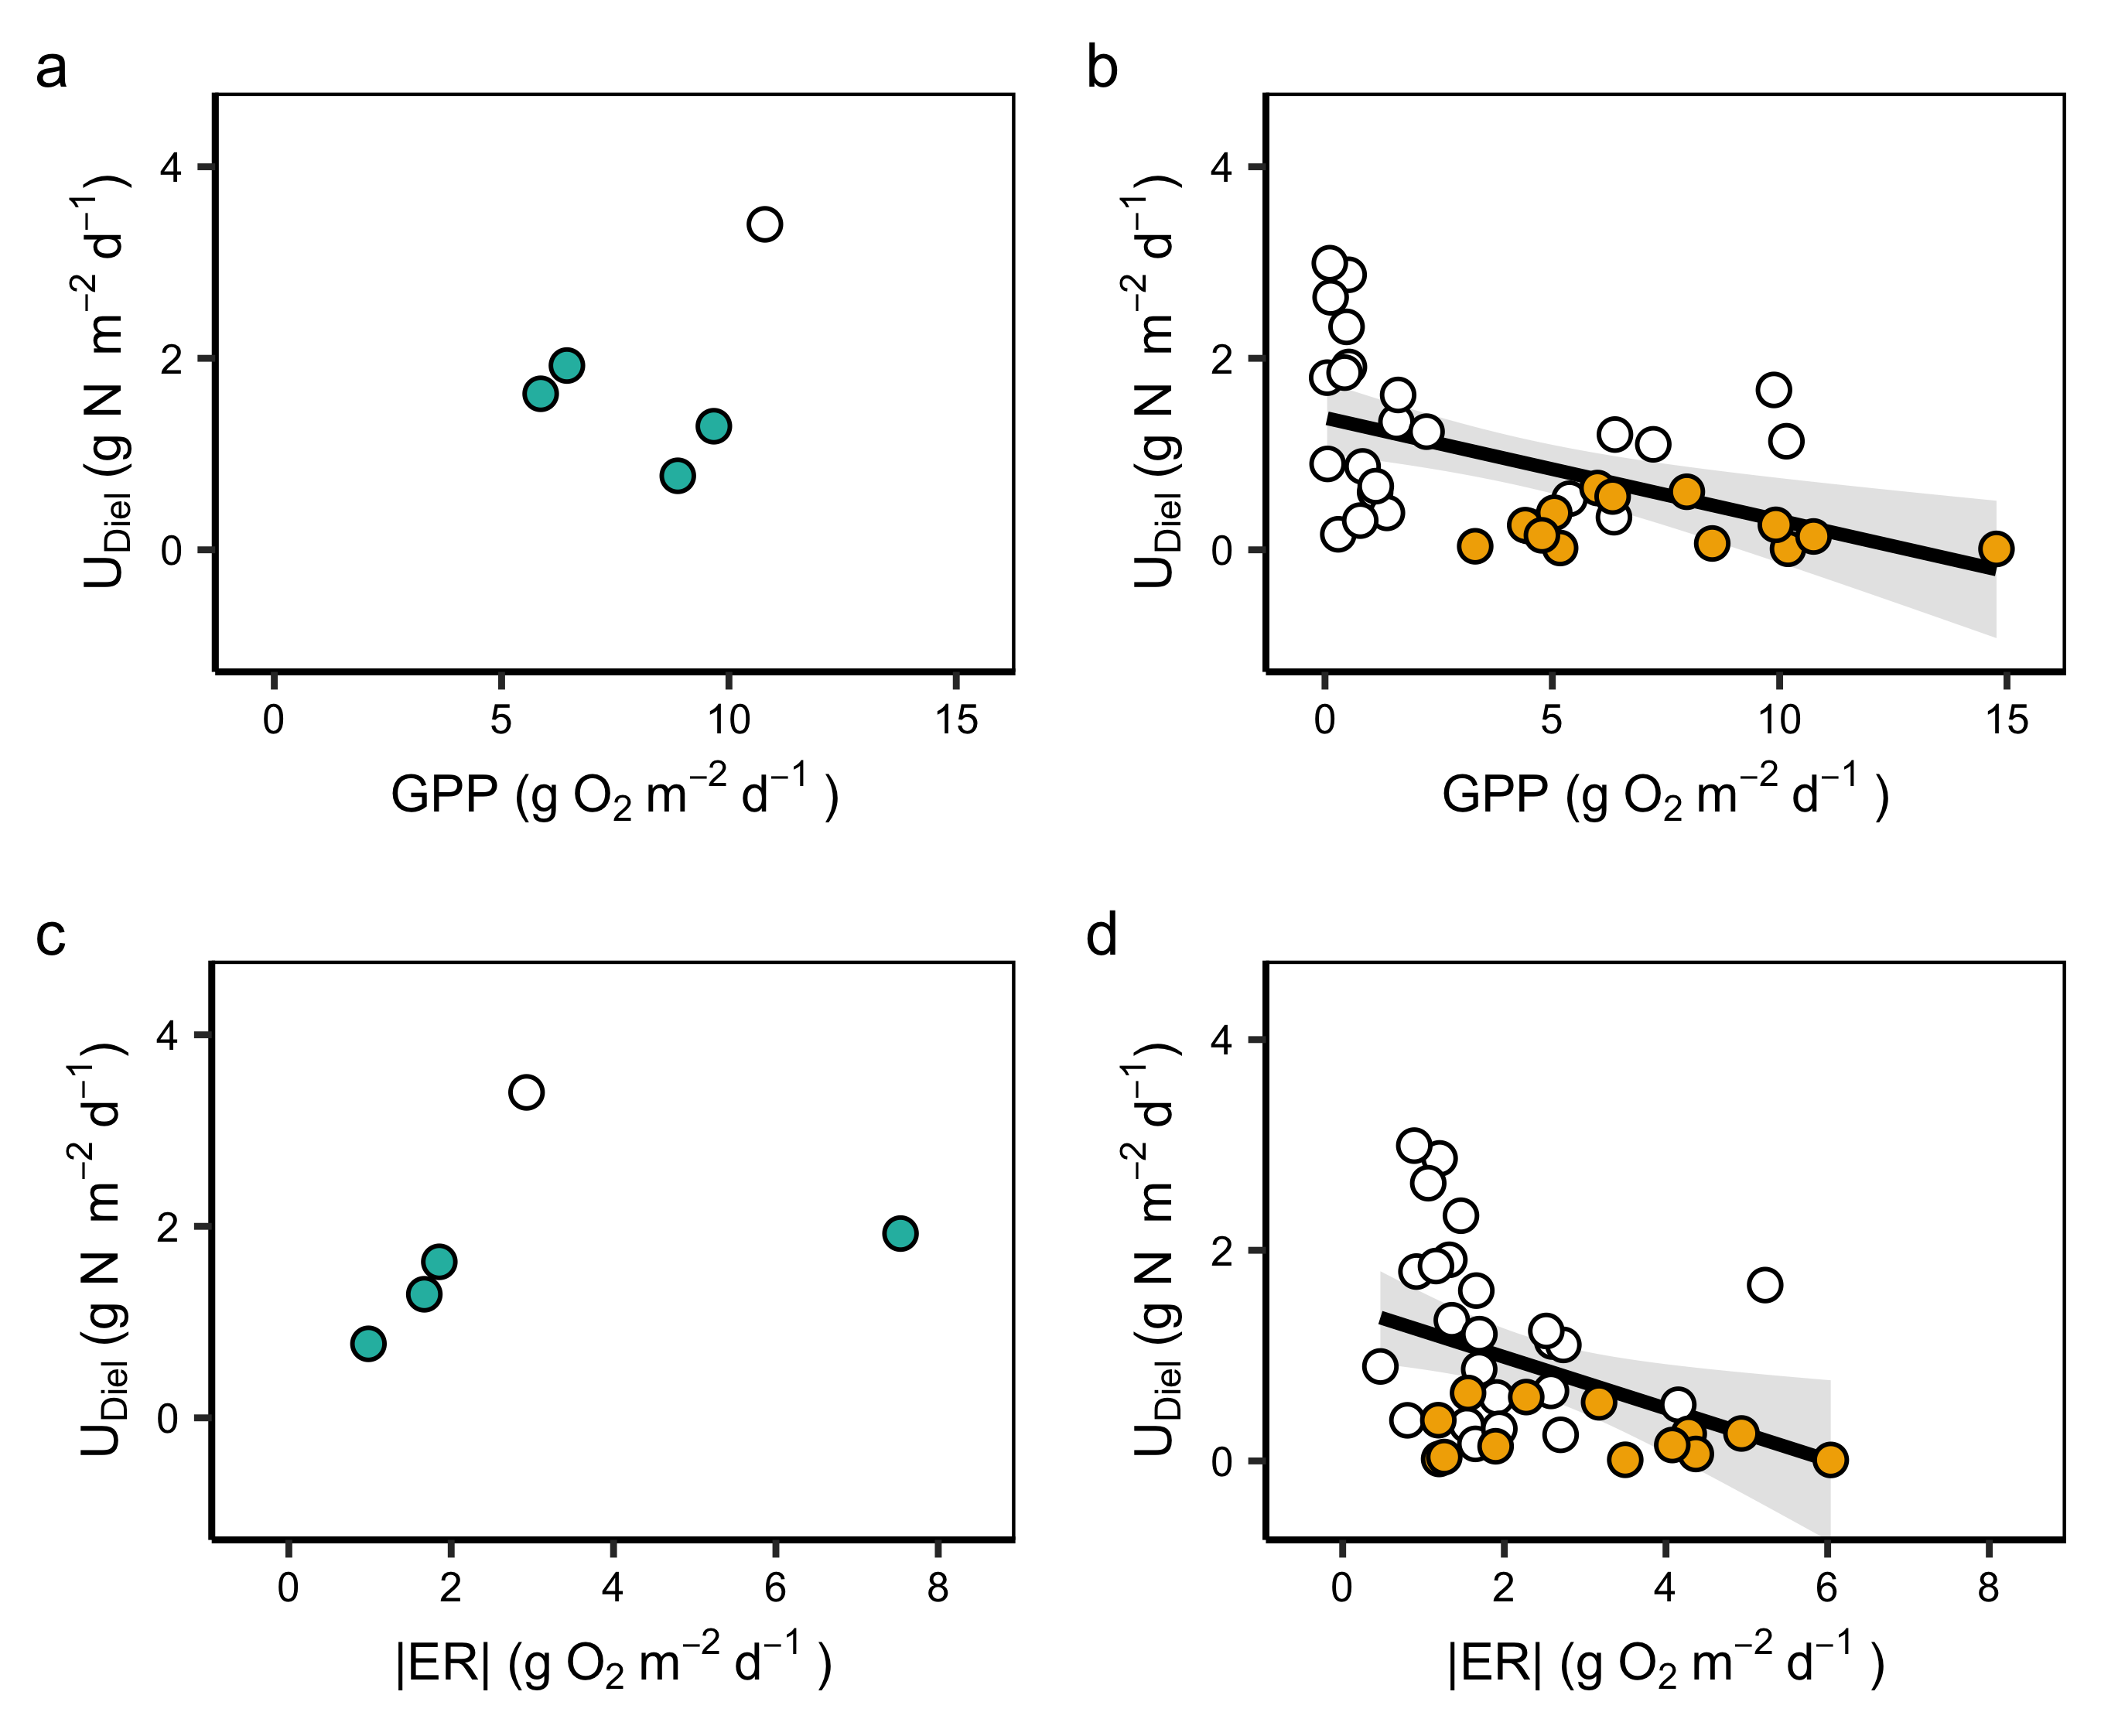 a
4
2
0
U_Diel (g N m⁻² d⁻¹)
0 5 10 15
GPP (g O₂ m⁻² d⁻¹ )
b
4
2
0
U_Diel (g N m⁻² d⁻¹)
0 5 10 15
GPP (g O₂ m⁻² d⁻¹ )
c
4
2
0
U_Diel (g N m⁻² d⁻¹)
0 2 4 6 8
|ER| (g O₂ m⁻² d⁻¹ )
d
4
2
0
U_Diel (g N m⁻² d⁻¹)
0 2 4 6 8
|ER| (g O₂ m⁻² d⁻¹ )